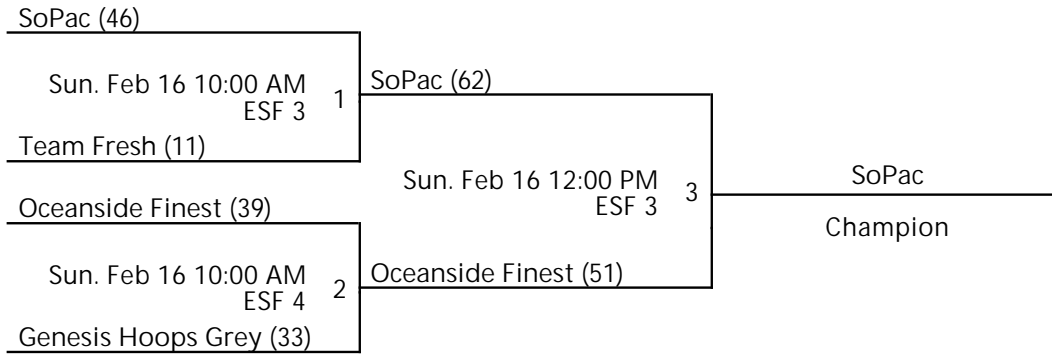 SoPac (46)
Sun. Feb 16 10:00 AM
ESF 3
1
Team Fresh (11)
SoPac (62)
Oceanside Finest (39)
Sun. Feb 16 10:00 AM
ESF 4
2
Genesis Hoops Grey (33)
Oceanside Finest (51)
Sun. Feb 16 12:00 PM
ESF 3
3
SoPac
Champion